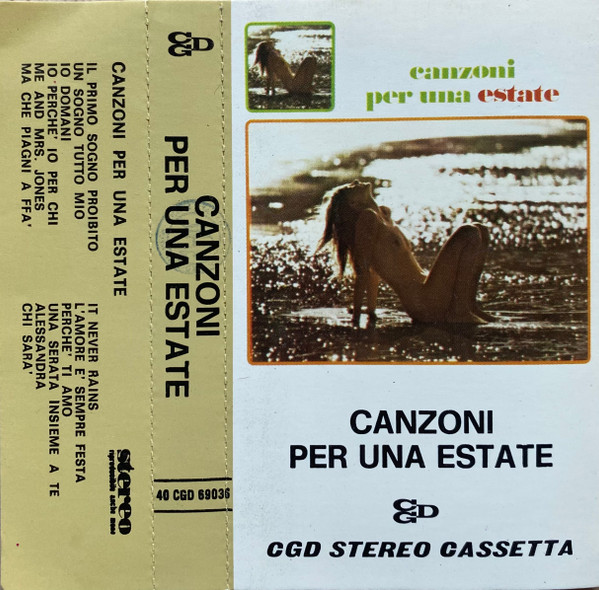 CANZONI PER UNA ESTATE
IL PRIMO SOGNO PROIBITO
UN SOGNO TUTTO MIO
IO DOMANI
IO PERCHE' IO PER CHI
ME AND MRS. JONES
MA CHE PIAGNI A FFA'
IT NEVER RAINS
L'AMORE E' SEMPRE FESTA
PERCHE' TI AMO
UNA SERATA INSIEME A TE
ALESSANDRA
CHI SARA'
stereo
riproducibile anche mono
CGD
CANZONI
PER UNA ESTATE
40 CGD 69036
canzoni
per una estate
CANZONI
PER UNA ESTATE
CGD
CGD STEREO CASSETTA